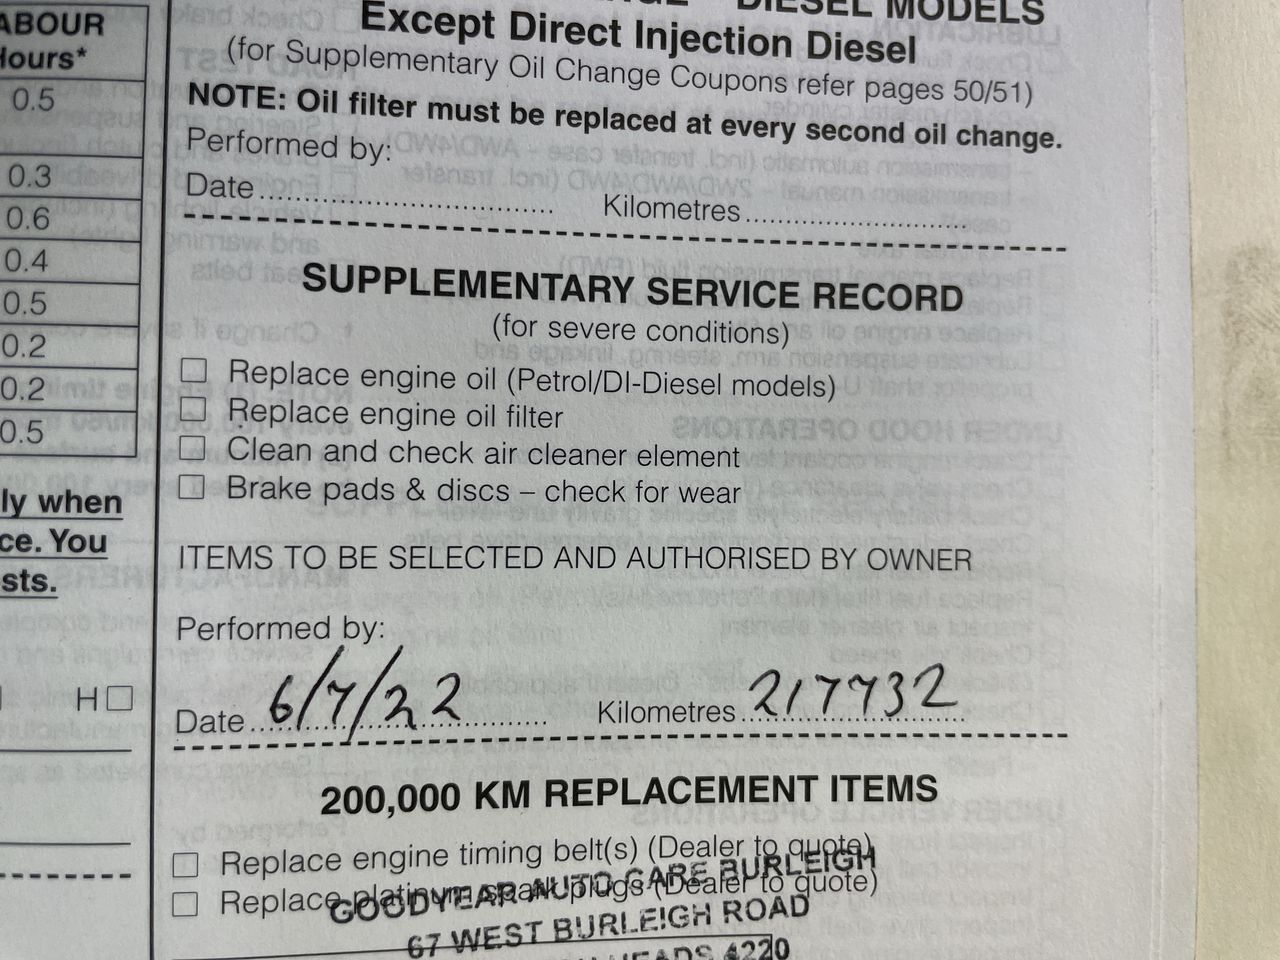 ABOUR
Hours*
0.5
0.3
0.6
0.4
0.5
0.2
0.2
0.5
ly when
ce. You
sts.
H
DIESEL MODELS
Except Direct Injection Diesel
(for Supplementary Oil Change Coupons refer pages 50/51)
NOTE: Oil filter must be replaced at every second oil change.
Performed by:
Date Kilometres
SUPPLEMENTARY SERVICE RECORD
(for severe conditions)
Replace engine oil (Petrol/DI-Diesel models)
Replace engine oil filter
Clean and check air cleaner element
Brake pads & discs – check for wear
ITEMS TO BE SELECTED AND AUTHORISED BY OWNER
Performed by:
Date 6/7/22 Kilometres 217732
200,000 KM REPLACEMENT ITEMS
Replace engine timing belt(s) (Dealer to quote)
Replace platinum spark plugs (Dealer to quote)
GOODYEAR AUTO CARE BURLEIGH
67 WEST BURLEIGH ROAD
HEADS 4220